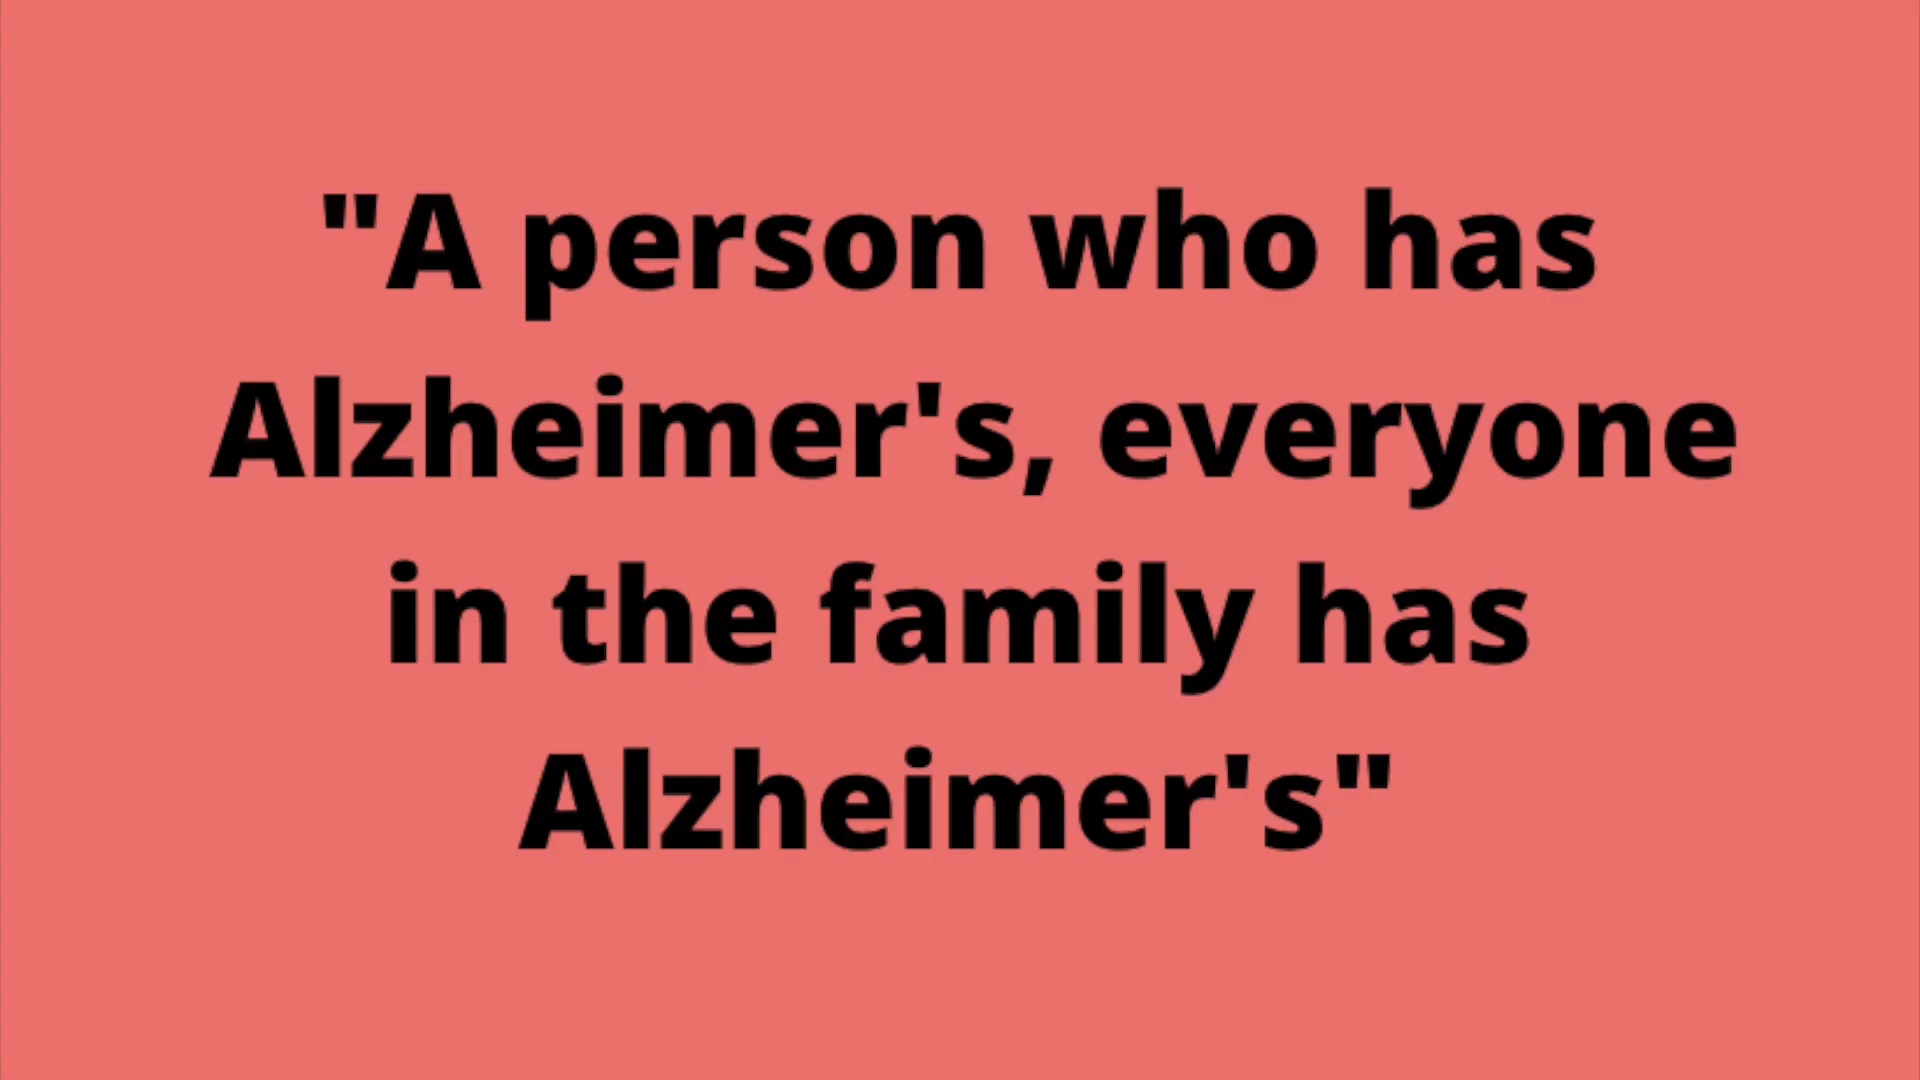 "A person who has
Alzheimer's, everyone
in the family has
Alzheimer's"